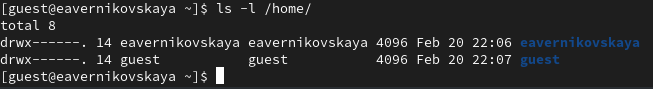 [guest@eavernikovskaya ~]$ ls -l /home/
total 8
drwx------. 14 eavernikovskaya eavernikovskaya 4096 Feb 20 22:06 eavernikovskaya
drwx------. 14 guest           guest           4096 Feb 20 22:07 guest
[guest@eavernikovskaya ~]$